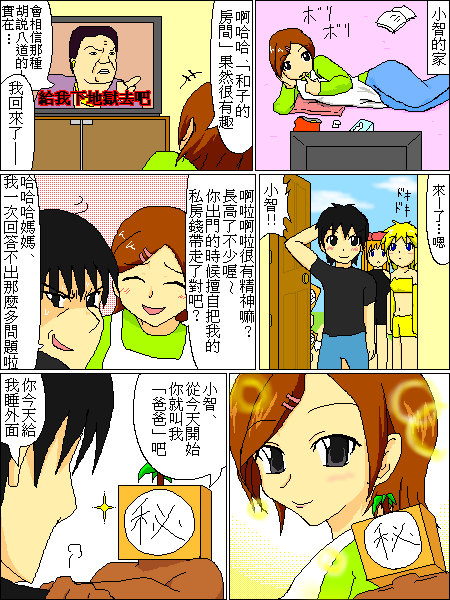 小智的家
ボリ
ボリ
啊哈哈「和子的
房間」果然很有趣
會相信那種
胡說八道的
實在…
給我下地獄去吧
我回來了──
來了…嗯
小智!!
ドキ
ドキ
啊啦啊啦很有精神嘛?
長高了不少喔~
你出門的時候擅自把我的
私房錢帶走了對吧?
哈哈哈媽媽、
我一次回答不出那麼多問題啦
小智、
從今天開始
你就叫我
「爸爸」吧
秘
你今天給
我睡外面
秘